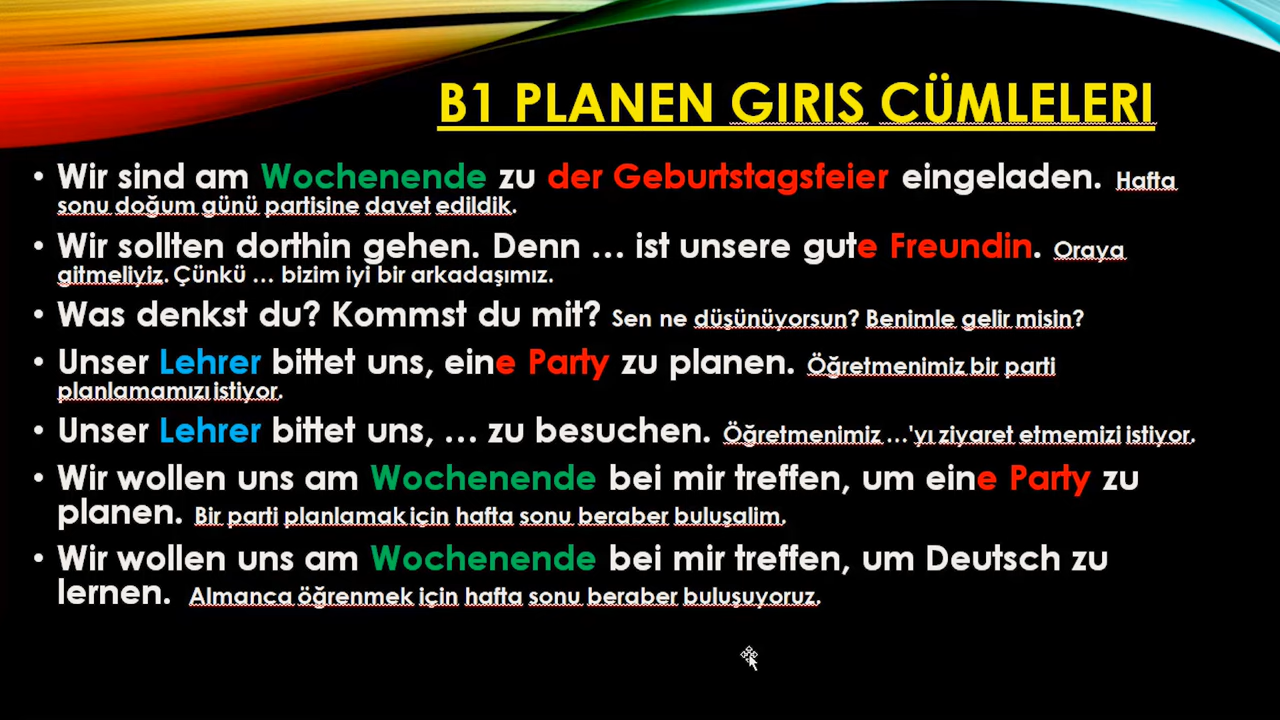 B1 PLANEN GIRIS CÜMLELERI
• Wir sind am Wochenende zu der Geburtstagsfeier eingeladen. Hafta
sonu doğum günü partisine davet edildik.
• Wir sollten dorthin gehen. Denn … ist unsere gute Freundin. Oraya
gitmeliyiz. Çünkü … bizim iyi bir arkadaşımız.
• Was denkst du? Kommst du mit? Sen ne düşünüyorsun? Benimle gelir misin?
• Unser Lehrer bittet uns, eine Party zu planen. Öğretmenimiz bir parti
planlamamızı istiyor.
• Unser Lehrer bittet uns, … zu besuchen. Öğretmenimiz …'yı ziyaret etmemizi istiyor.
• Wir wollen uns am Wochenende bei mir treffen, um eine Party zu
planen. Bir parti planlamak için hafta sonu beraber buluşalim.
• Wir wollen uns am Wochenende bei mir treffen, um Deutsch zu
lernen. Almanca öğrenmek için hafta sonu beraber buluşuyoruz.